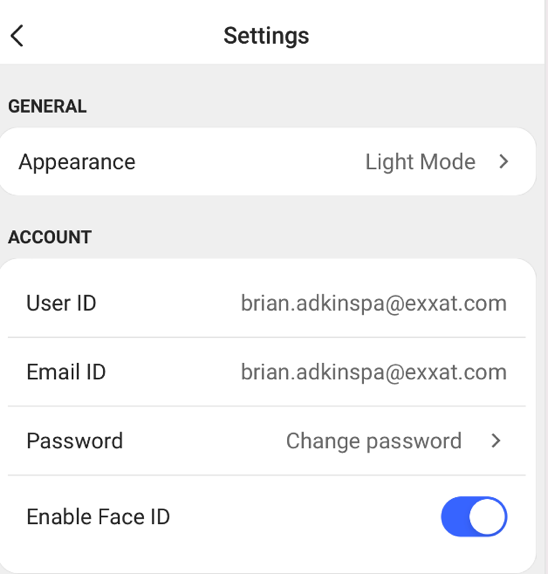 Settings
GENERAL
Appearance Light Mode
ACCOUNT
User ID brian.adkinspa@exxat.com
Email ID brian.adkinspa@exxat.com
Password Change password
Enable Face ID